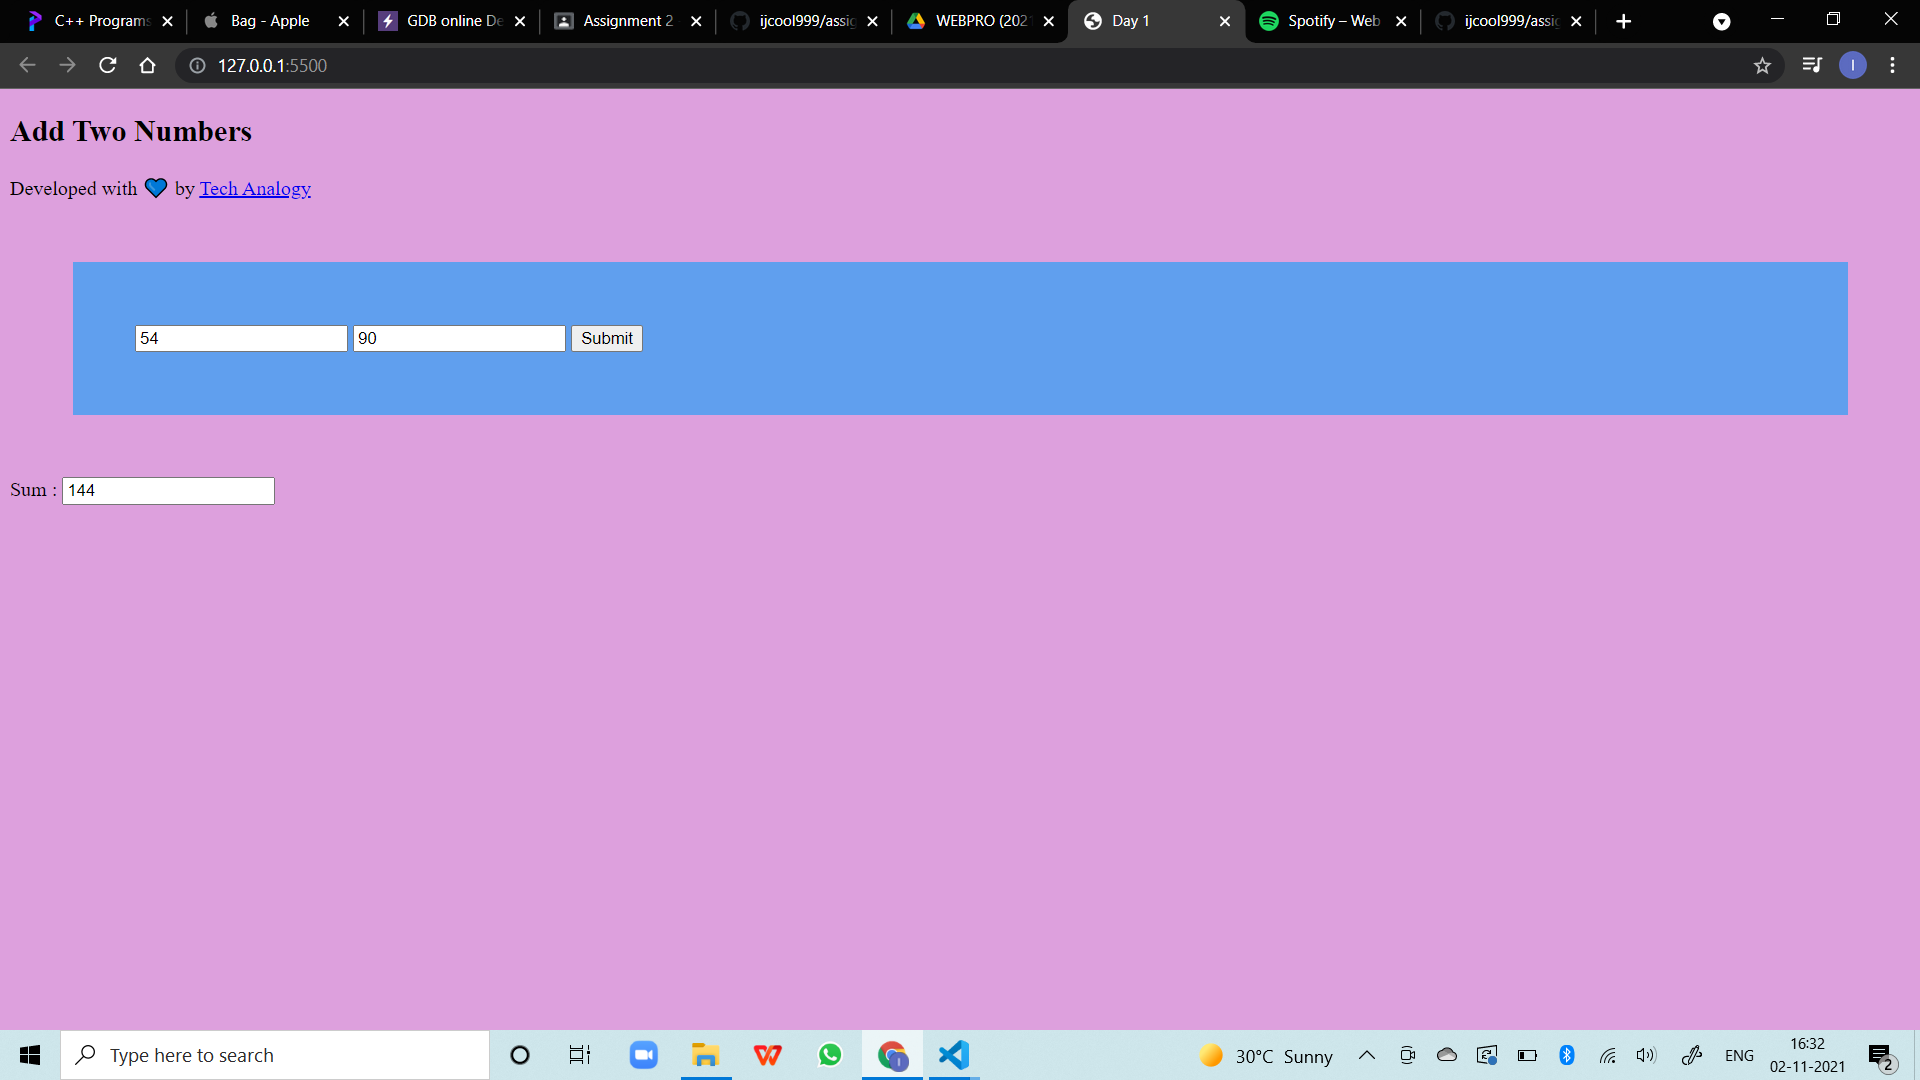 C++ Programs
Bag - Apple
GDB online De
Assignment 2
ijcool999/assig
WEBPRO (2021
Day 1
Spotify – Web
ijcool999/assig
127.0.0.1:5500
I
Add Two Numbers
Developed with 💙 by Tech Analogy
54 90 Submit
Sum : 144
Type here to search
30°C Sunny
ENG
16:32
02-11-2021
2